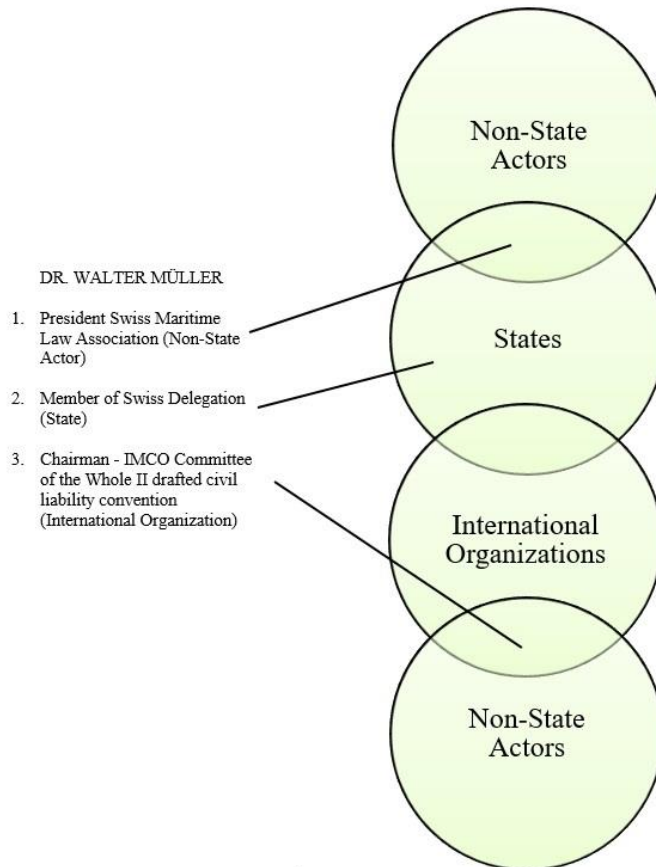 Non-State
Actors
DR. WALTER MÜLLER
1. President Swiss Maritime
Law Association (Non-State
Actor)
States
2. Member of Swiss Delegation
(State)
3. Chairman - IMCO Committee
of the Whole II drafted civil
liability convention
(International Organization)
International
Organizations
Non-State
Actors